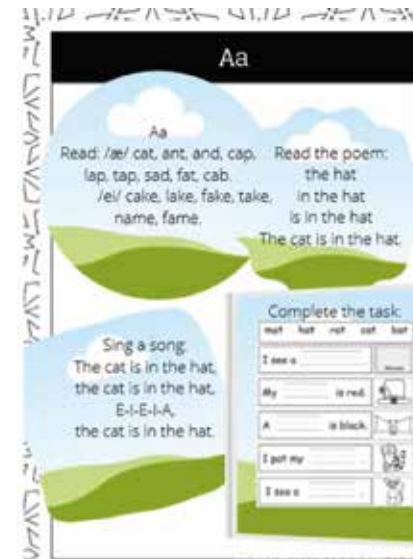 Aa
Aa
Read: /æ/ cat, ant, and, cap,
lap, tap, sad, fat, cab.
/ei/ cake, lake, fake, take,
name, fame.
Read the poem:
the hat
in the hat
is in the hat
The cat is in the hat.
Sing a song:
The cat is in the hat,
the cat is in the hat,
E-I-E-I-A,
the cat is in the hat.
Complete the task:
mat hat rat cat bat
I see a
My is red.
A is black.
I pat my .
I see a .